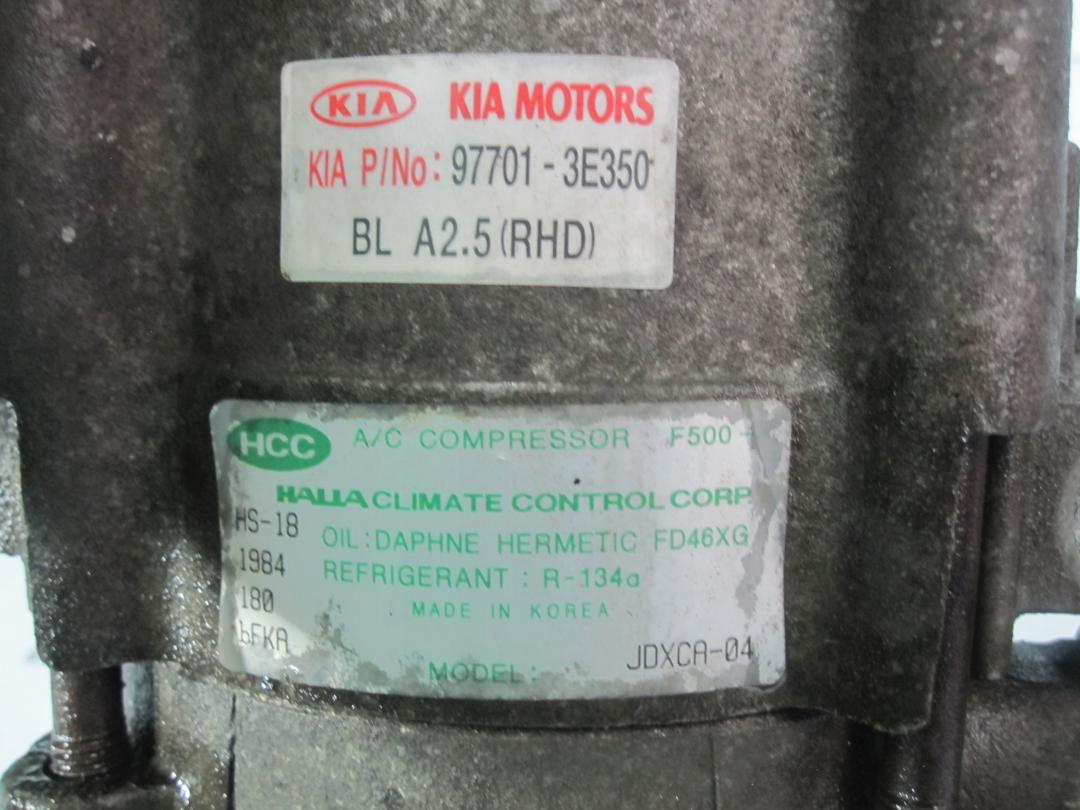 KIA KIA MOTORS
KIA P/No: 97701-3E350
BL A2.5(RHD)
HCC A/C COMPRESSOR F500-
HALLA CLIMATE CONTROL CORP.
HS-18
OIL:DAPHNE HERMETIC FD46XG
1984
REFRIGERANT : R-134a
180
MADE IN KOREA
6FKA
MODEL: JDXCA-04